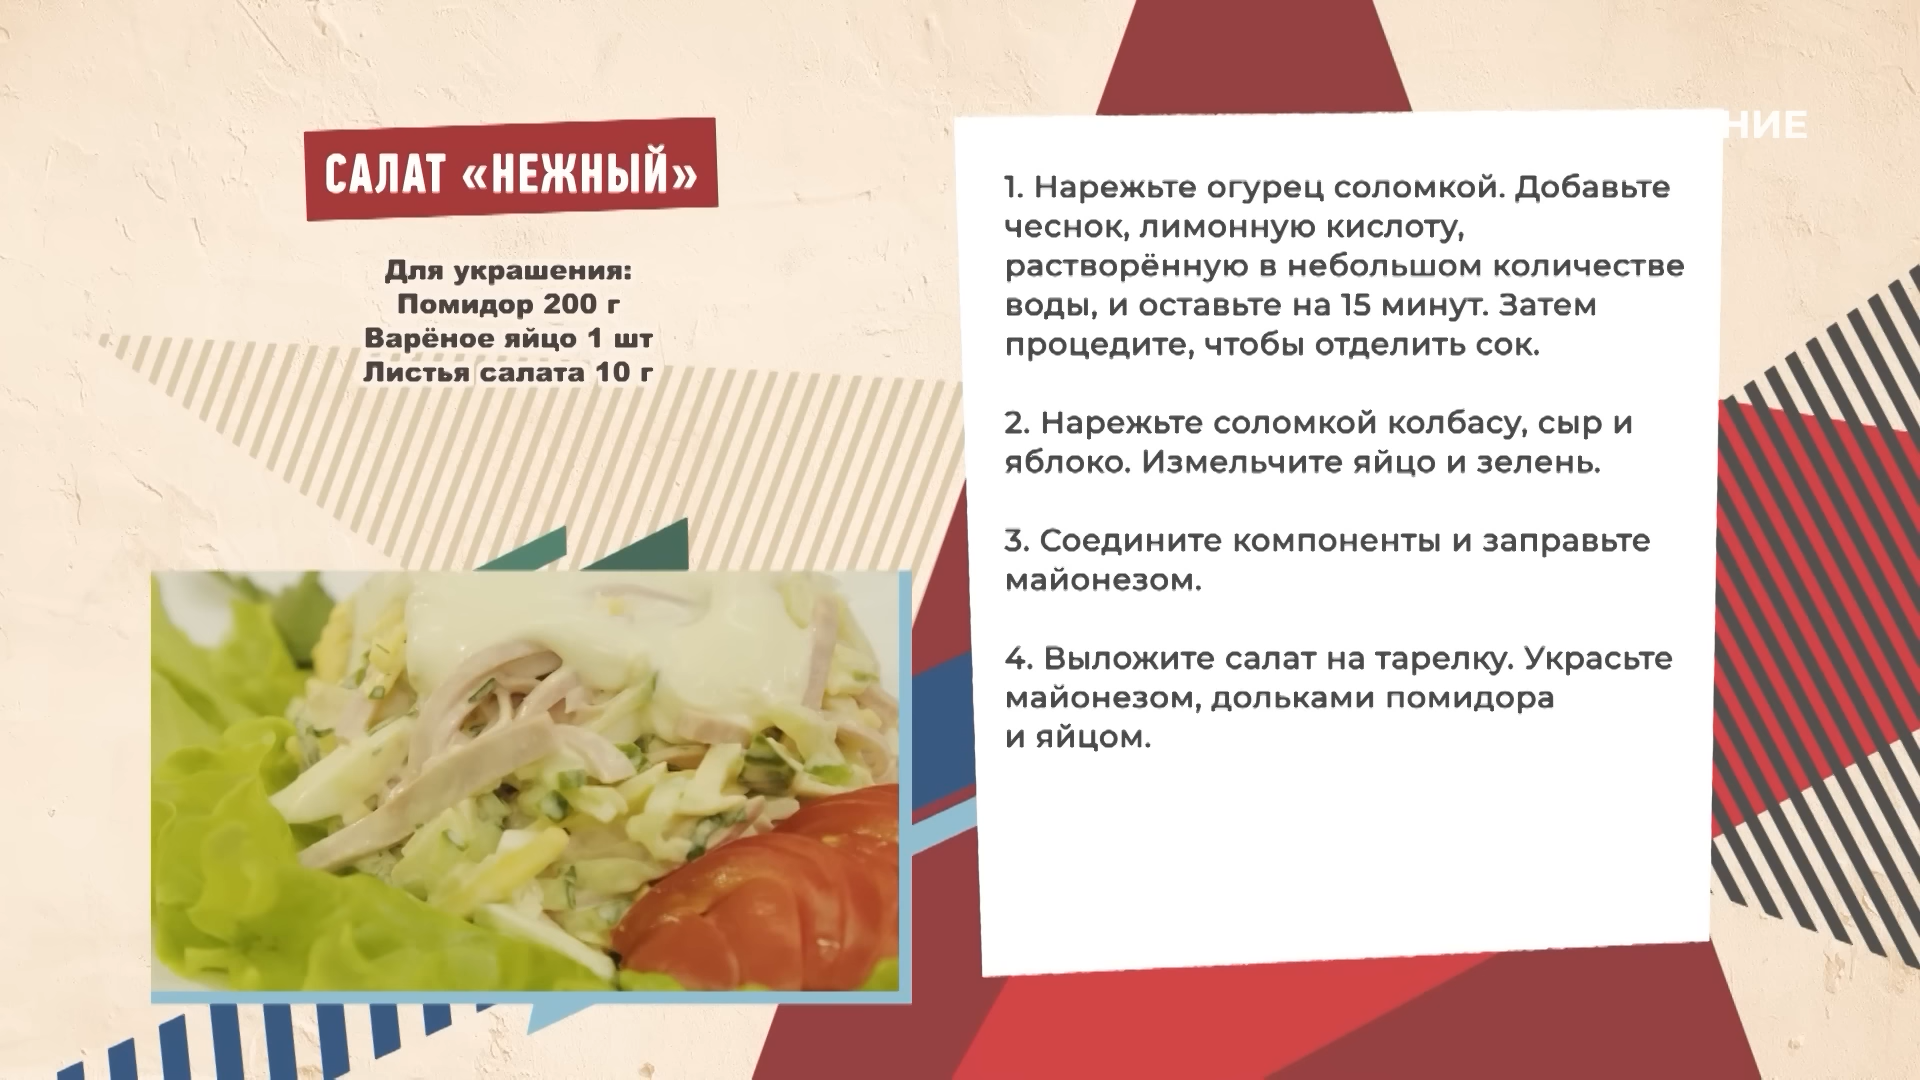 САЛАТ «НЕЖНЫЙ»
Для украшения:
Помидор 200 г
Варёное яйцо 1 шт
Листья салата 10 г
1. Нарежьте огурец соломкой. Добавьте
чеснок, лимонную кислоту,
растворённую в небольшом количестве
воды, и оставьте на 15 минут. Затем
процедите, чтобы отделить сок.
2. Нарежьте соломкой колбасу, сыр и
яблоко. Измельчите яйцо и зелень.
3. Соедините компоненты и заправьте
майонезом.
4. Выложите салат на тарелку. Украсьте
майонезом, дольками помидора
и яйцом.